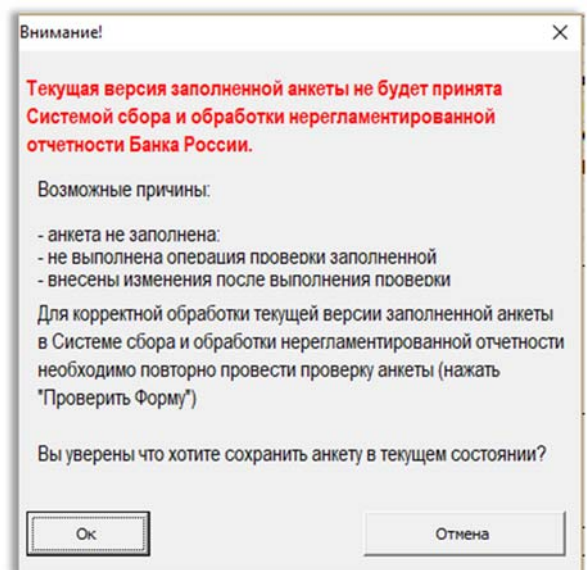 Внимание!
Текущая версия заполненной анкеты не будет принята
Системой сбора и обработки нерегламентированной
отчетности Банка России.
Возможные причины:
- анкета не заполнена:
- не выполнена операция проверки заполненной
- внесены изменения после выполнения проверки
Для корректной обработки текущей версии заполненной анкеты
в Системе сбора и обработки нерегламентированной отчетности
необходимо повторно провести проверку анкеты (нажать
"Проверить Форму")
Вы уверены что хотите сохранить анкету в текущем состоянии?
Ок
Отмена